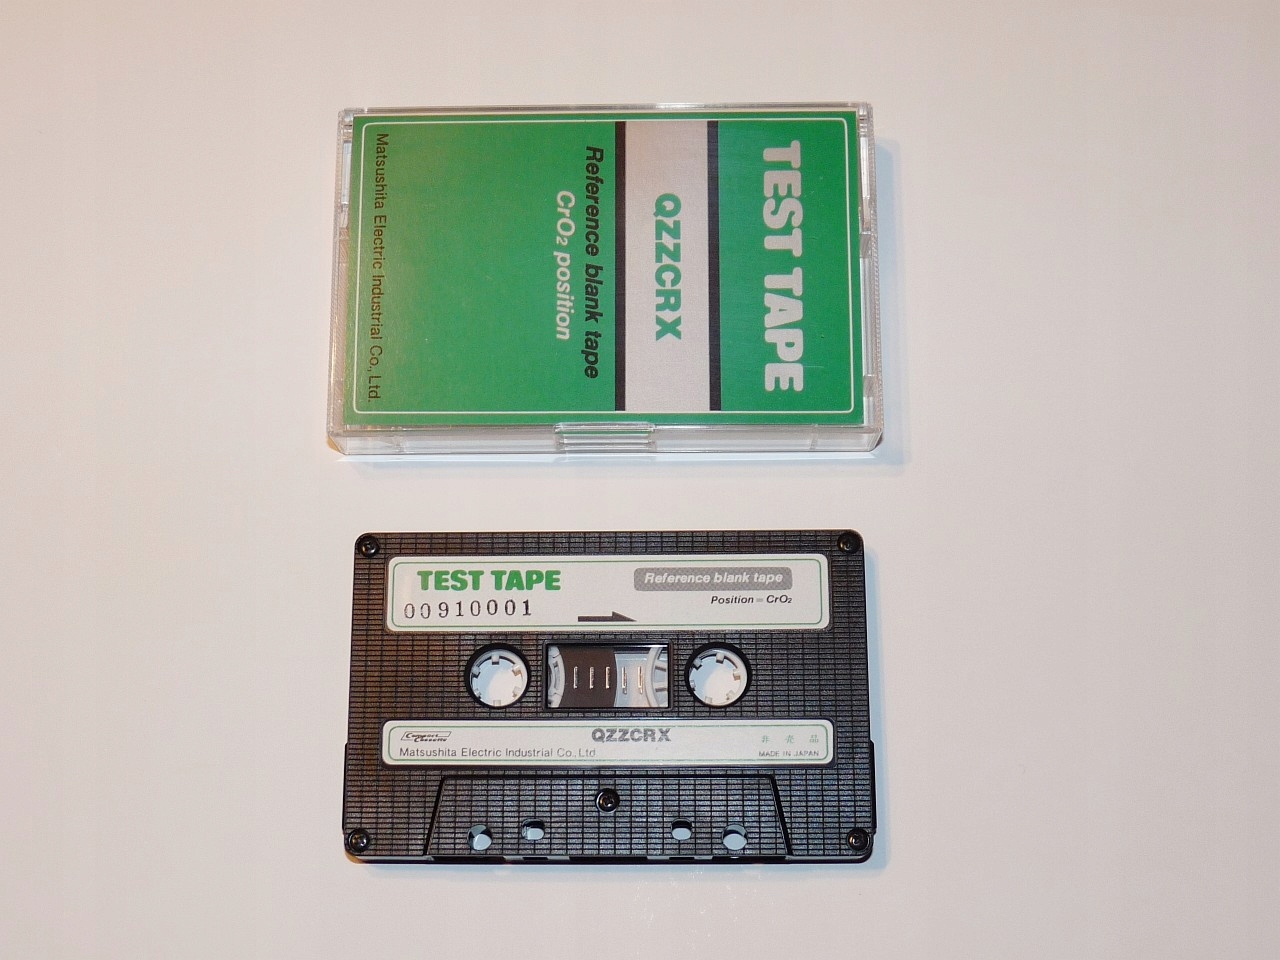 TEST TAPE
QZZCRX
Reference blank tape
CrO₂ position
Matsushita Electric Industrial Co., Ltd.
TEST TAPE
Reference blank tape
00910001
Position = CrO₂
Compact Cassette
QZZCRX
非売品
Matsushita Electric Industrial Co., Ltd
MADE IN JAPAN